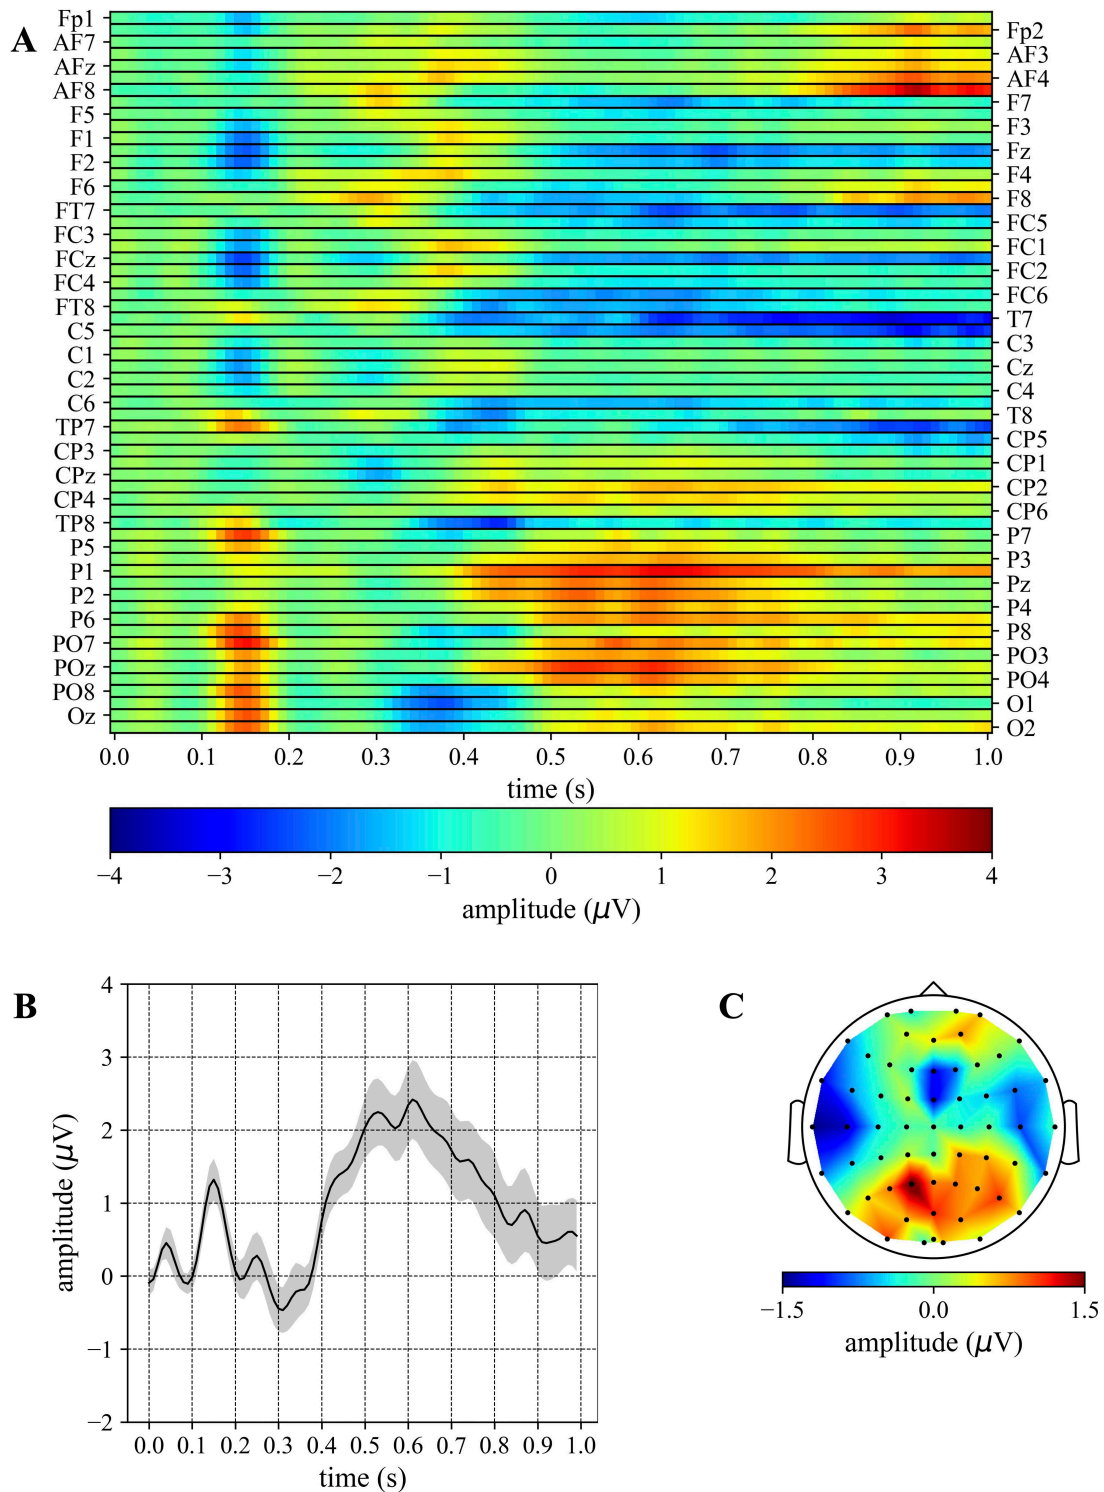 A
Fp1
Fp2
AF7
AF3
AFz
AF4
AF8
F7
F5
F3
F1
Fz
F2
F4
F6
F8
FT7
FC5
FC3
FC1
FCz
FC2
FC4
FC6
FT8
T7
C5
C3
C1
Cz
C2
C4
C6
T8
TP7
CP5
CP3
CP1
CPz
CP2
CP4
CP6
TP8
P7
P5
P3
P1
Pz
P2
P4
P6
P8
PO7
PO3
POz
PO4
PO8
O1
Oz
O2
0.0 0.1 0.2 0.3 0.4 0.5 0.6 0.7 0.8 0.9 1.0
time (s)
−4 −3 −2 −1 0 1 2 3 4
amplitude (μV)
B
4
3
2
1
0
−1
−2
amplitude (μV)
0.0 0.1 0.2 0.3 0.4 0.5 0.6 0.7 0.8 0.9 1.0
time (s)
C
−1.5 0.0 1.5
amplitude (μV)